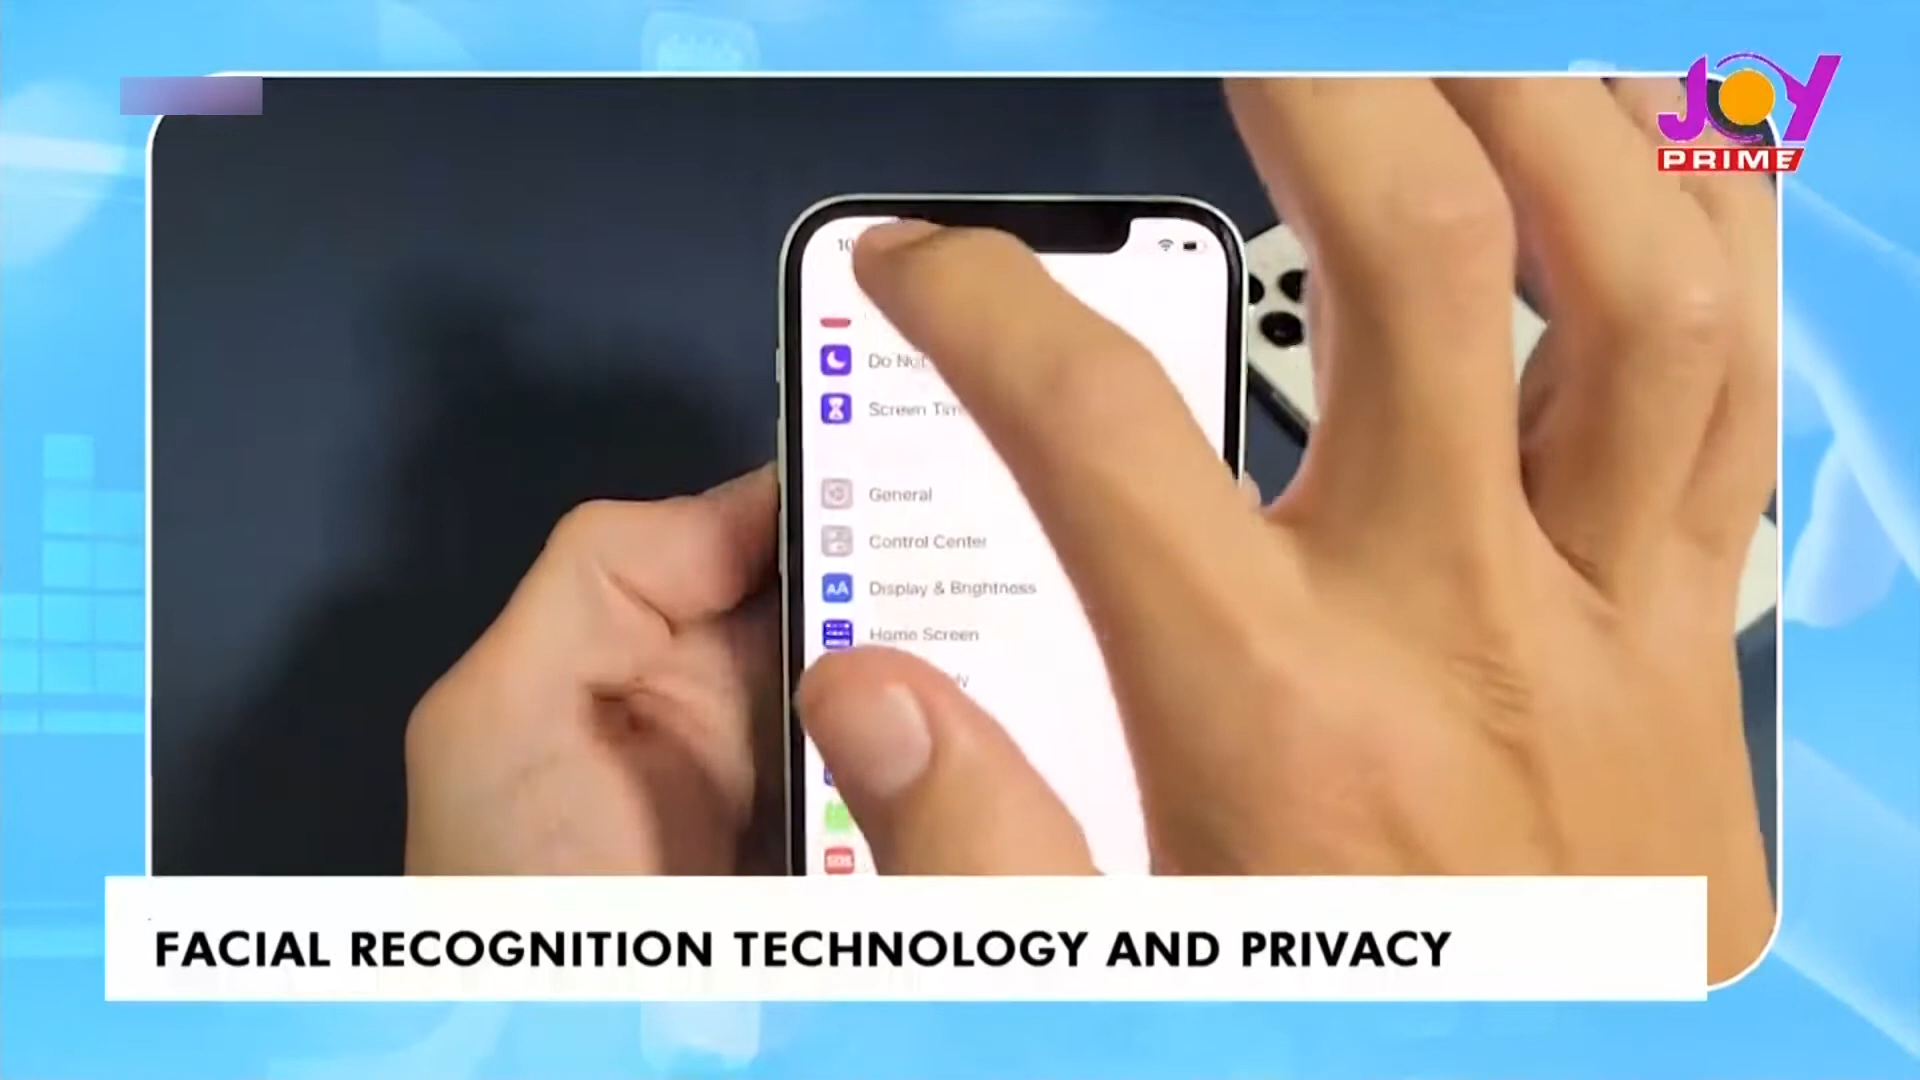 JOY
PRIME
10
Do Not
Screen Tim
General
Control Center
Display & Brightness
Home Screen
SOS
FACIAL RECOGNITION TECHNOLOGY AND PRIVACY